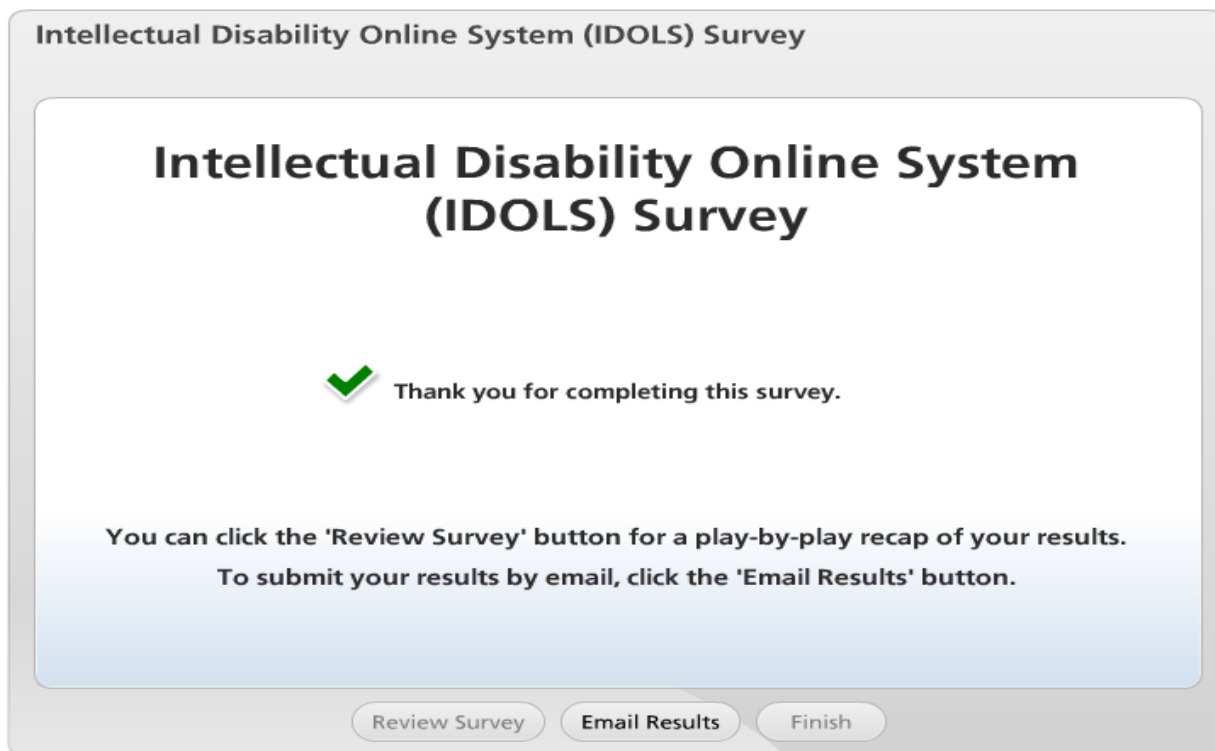 Intellectual Disability Online System (IDOLS) Survey
Intellectual Disability Online System
(IDOLS) Survey
Thank you for completing this survey.
You can click the 'Review Survey' button for a play-by-play recap of your results.
To submit your results by email, click the 'Email Results' button.
Review Survey Email Results Finish